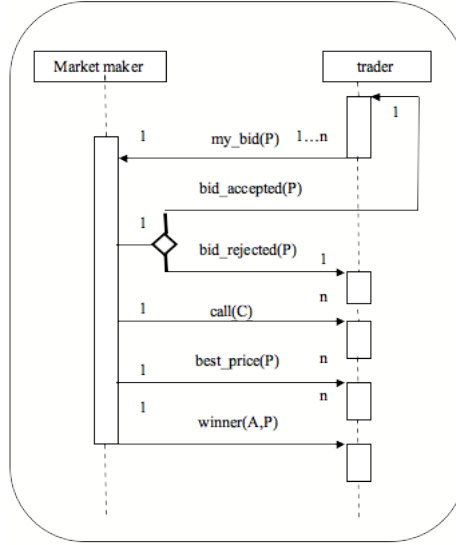 Market maker trader
1
1 my_bid(P) 1…n
bid_accepted(P)
1
bid_rejected(P) 1
n
1 call(C)
best_price(P) n
1
n
1
winner(A,P)